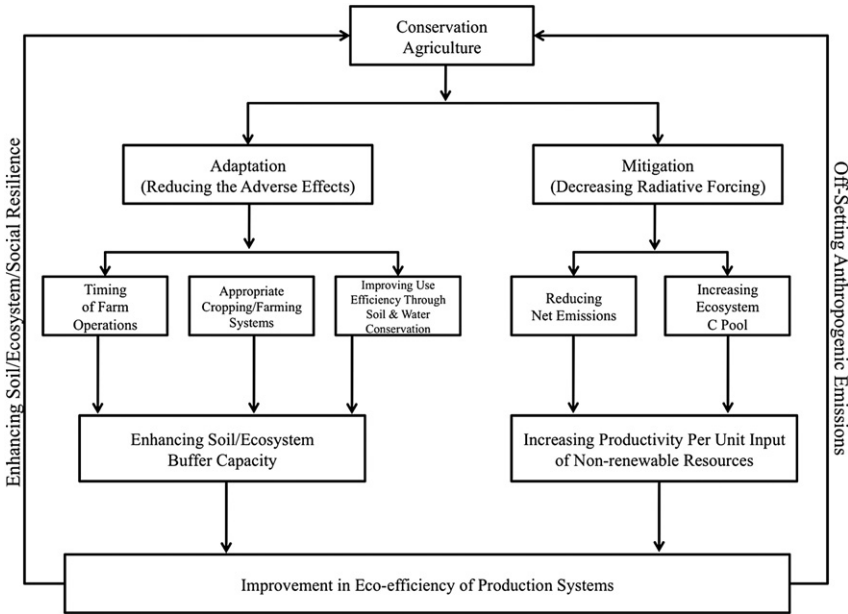 Conservation
Agriculture
Adaptation
(Reducing the Adverse Effects)
Mitigation
(Decreasing Radiative Forcing)
Timing
of Farm
Operations
Appropriate
Cropping/Farming
Systems
Improving Use
Efficiency Through
Soil & Water
Conservation
Reducing
Net Emissions
Increasing
Ecosystem
C Pool
Enhancing Soil/Ecosystem
Buffer Capacity
Increasing Productivity Per Unit Input
of Non-renewable Resources
Improvement in Eco-efficiency of Production Systems
Enhancing Soil/Ecosystem/Social Resilience
Off-Setting Anthropogenic Emissions